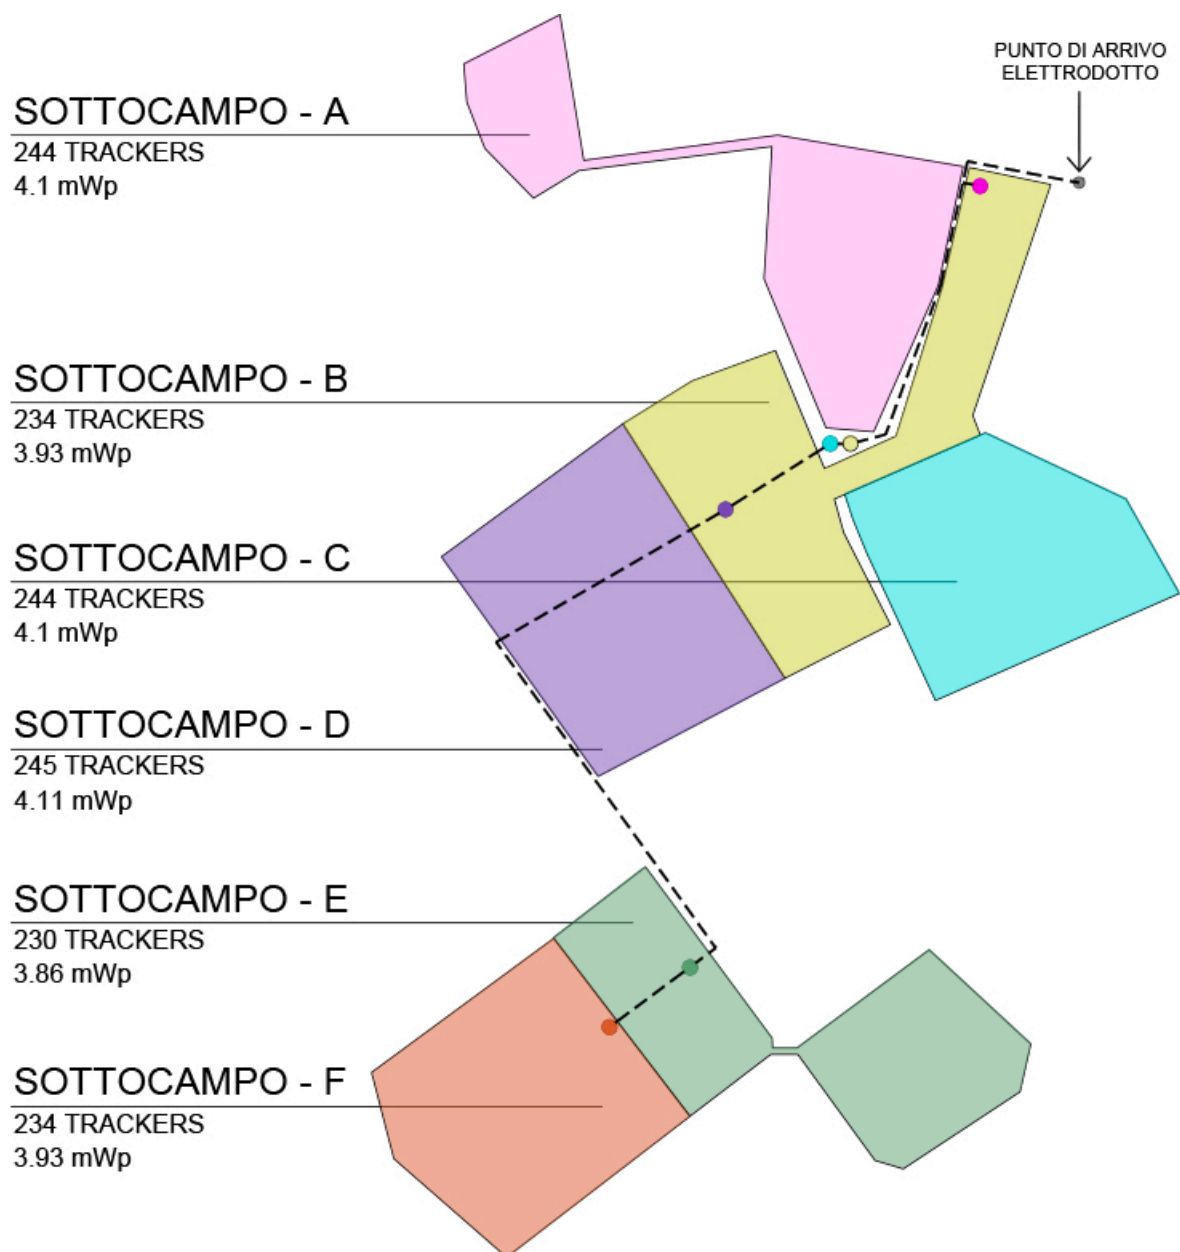 PUNTO DI ARRIVO
ELETTRODOTTO
SOTTOCAMPO - A
244 TRACKERS
4.1 mWp
SOTTOCAMPO - B
234 TRACKERS
3.93 mWp
SOTTOCAMPO - C
244 TRACKERS
4.1 mWp
SOTTOCAMPO - D
245 TRACKERS
4.11 mWp
SOTTOCAMPO - E
230 TRACKERS
3.86 mWp
SOTTOCAMPO - F
234 TRACKERS
3.93 mWp